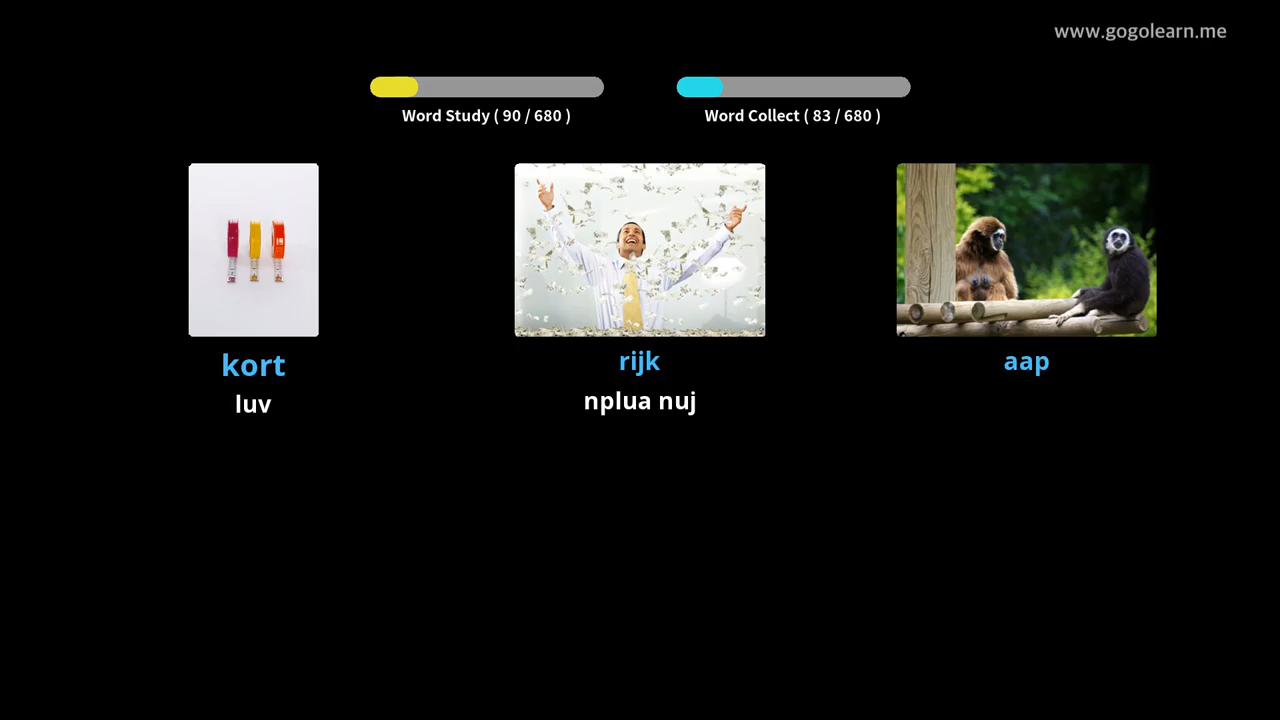 www.gogolearn.me
Word Study ( 90 / 680 )
Word Collect ( 83 / 680 )
kort
luv
rijk
nplua nuj
aap